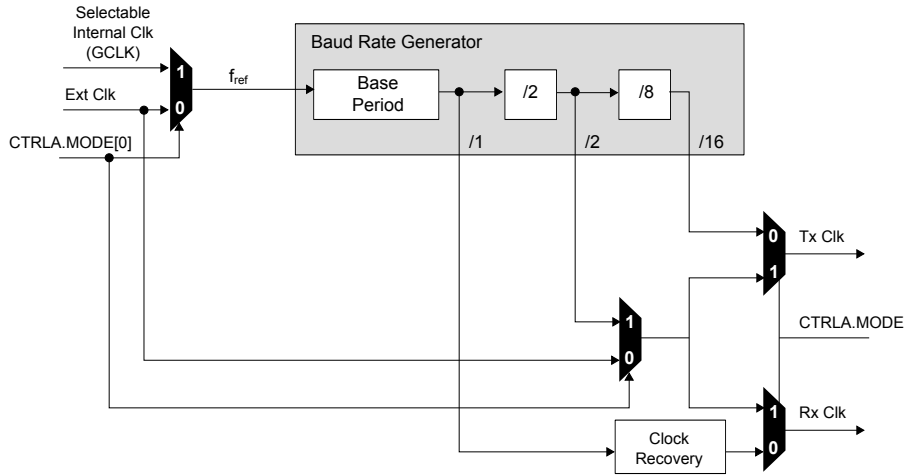 Selectable
Internal Clk
(GCLK)
Baud Rate Generator
1
f_ref
Base
Period
/2
/8
Ext Clk
0
CTRLA.MODE[0]
/1
/2
/16
0
Tx Clk
1
1
CTRLA.MODE
0
1
Rx Clk
Clock
Recovery
0